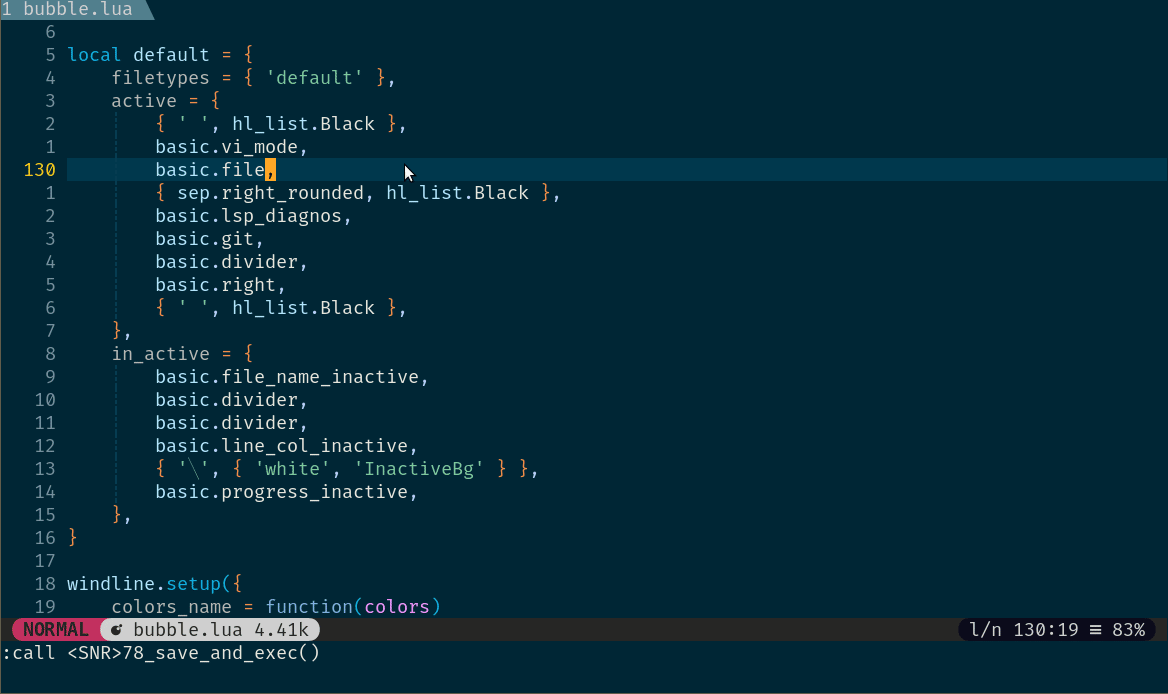 1 bubble.lua
6
5 local default = {
4 filetypes = { 'default' },
3 active = {
2 { ' ', hl_list.Black },
1 basic.vi_mode,
130 basic.file,
1 { sep.right_rounded, hl_list.Black },
2 basic.lsp_diagnos,
3 basic.git,
4 basic.divider,
5 basic.right,
6 { ' ', hl_list.Black },
7 },
8 in_active = {
9 basic.file_name_inactive,
10 basic.divider,
11 basic.divider,
12 basic.line_col_inactive,
13 { '\', { 'white', 'InactiveBg' } },
14 basic.progress_inactive,
15 },
16 }
17
18 windline.setup({
19 colors_name = function(colors)
NORMAL bubble.lua 4.41k l/n 130:19 ≡ 83%
:call <SNR>78_save_and_exec()